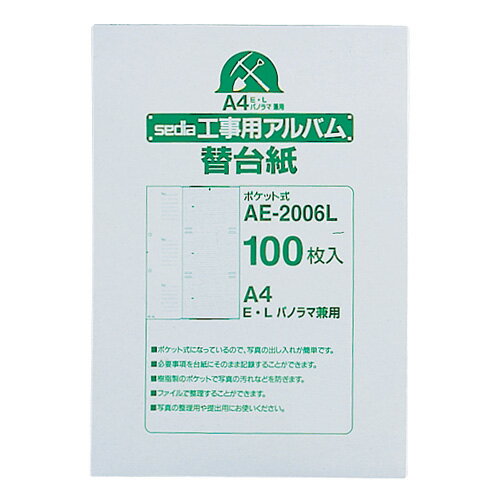 A4 E・L パノラマ兼用
sedia 工事用アルバム
替台紙
ポケット式
AE-2006L
100枚入
A4
E・L パノラマ兼用
■ポケット式になっているので、写真の出し入れが簡単です。
■必要事項を台紙にそのまま記録することができます。
■樹脂製のポケットで写真の汚れなどを防ぎます。
■ファイルで整理することができます。
■写真の整理用や提出用にお使いください。